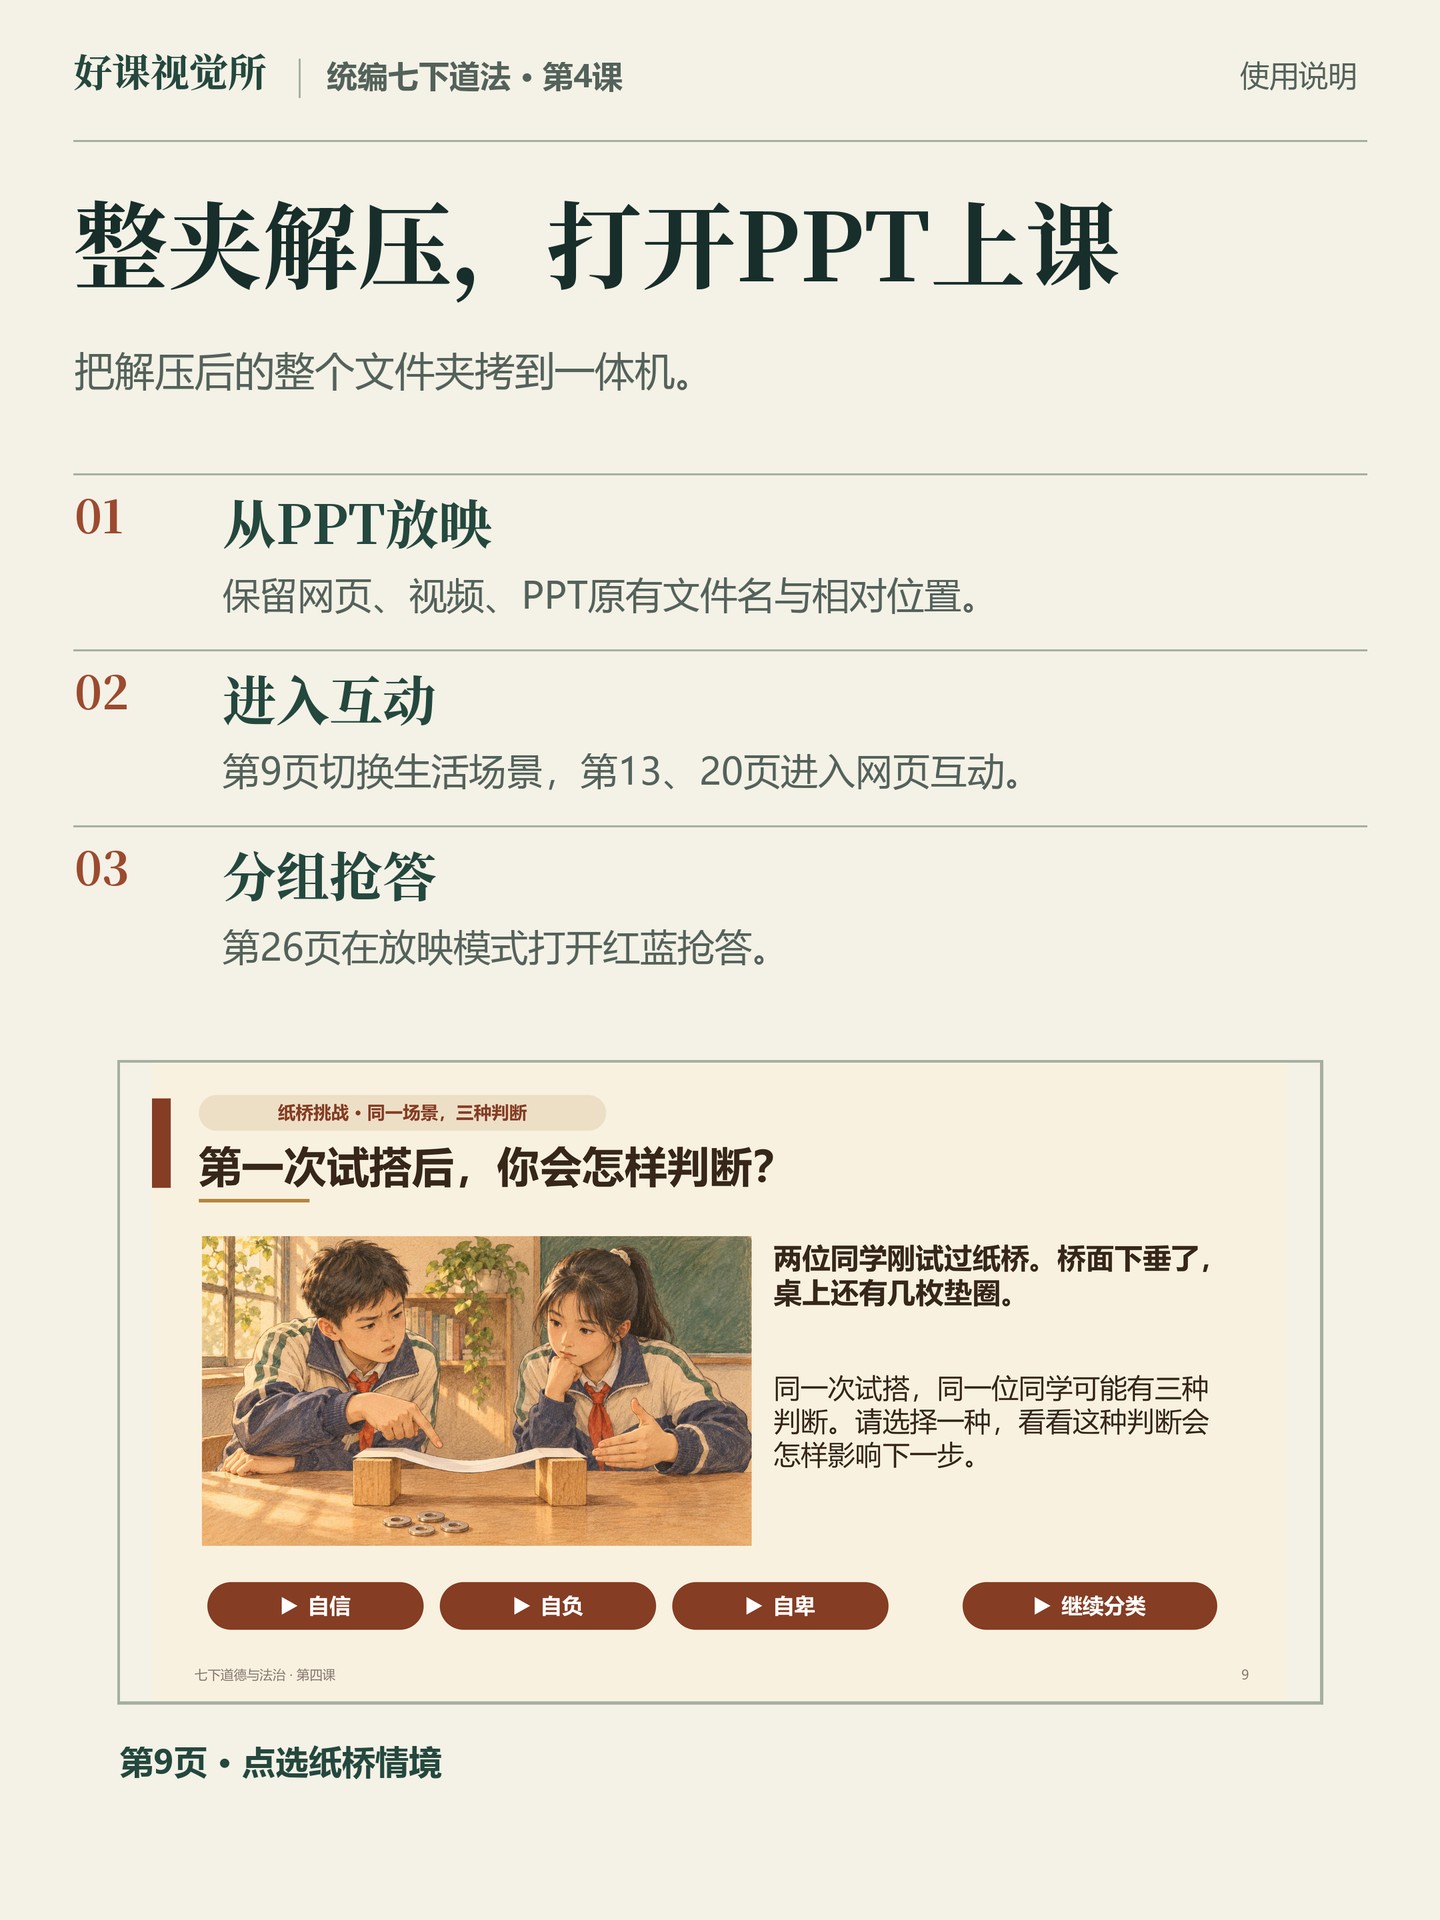 好课视觉所
统编七下道法·第4课
使用说明
整夹解压，打开PPT上课
把解压后的整个文件夹拷到一体机。
01
从PPT放映
保留网页、视频、PPT原有文件名与相对位置。
02
进入互动
第9页切换生活场景，第13、20页进入网页互动。
03
分组抢答
第26页在放映模式打开红蓝抢答。
纸桥挑战·同一场景，三种判断
第一次试搭后，你会怎样判断？
两位同学刚试过纸桥。桥面下垂了，
桌上还有几枚垫圈。
同一次试搭，同一位同学可能有三种
判断。请选择一种，看看这种判断会
怎样影响下一步。
▶ 自信
▶ 自负
▶ 自卑
▶ 继续分类
七下道德与法治·第四课
9
第9页·点选纸桥情境